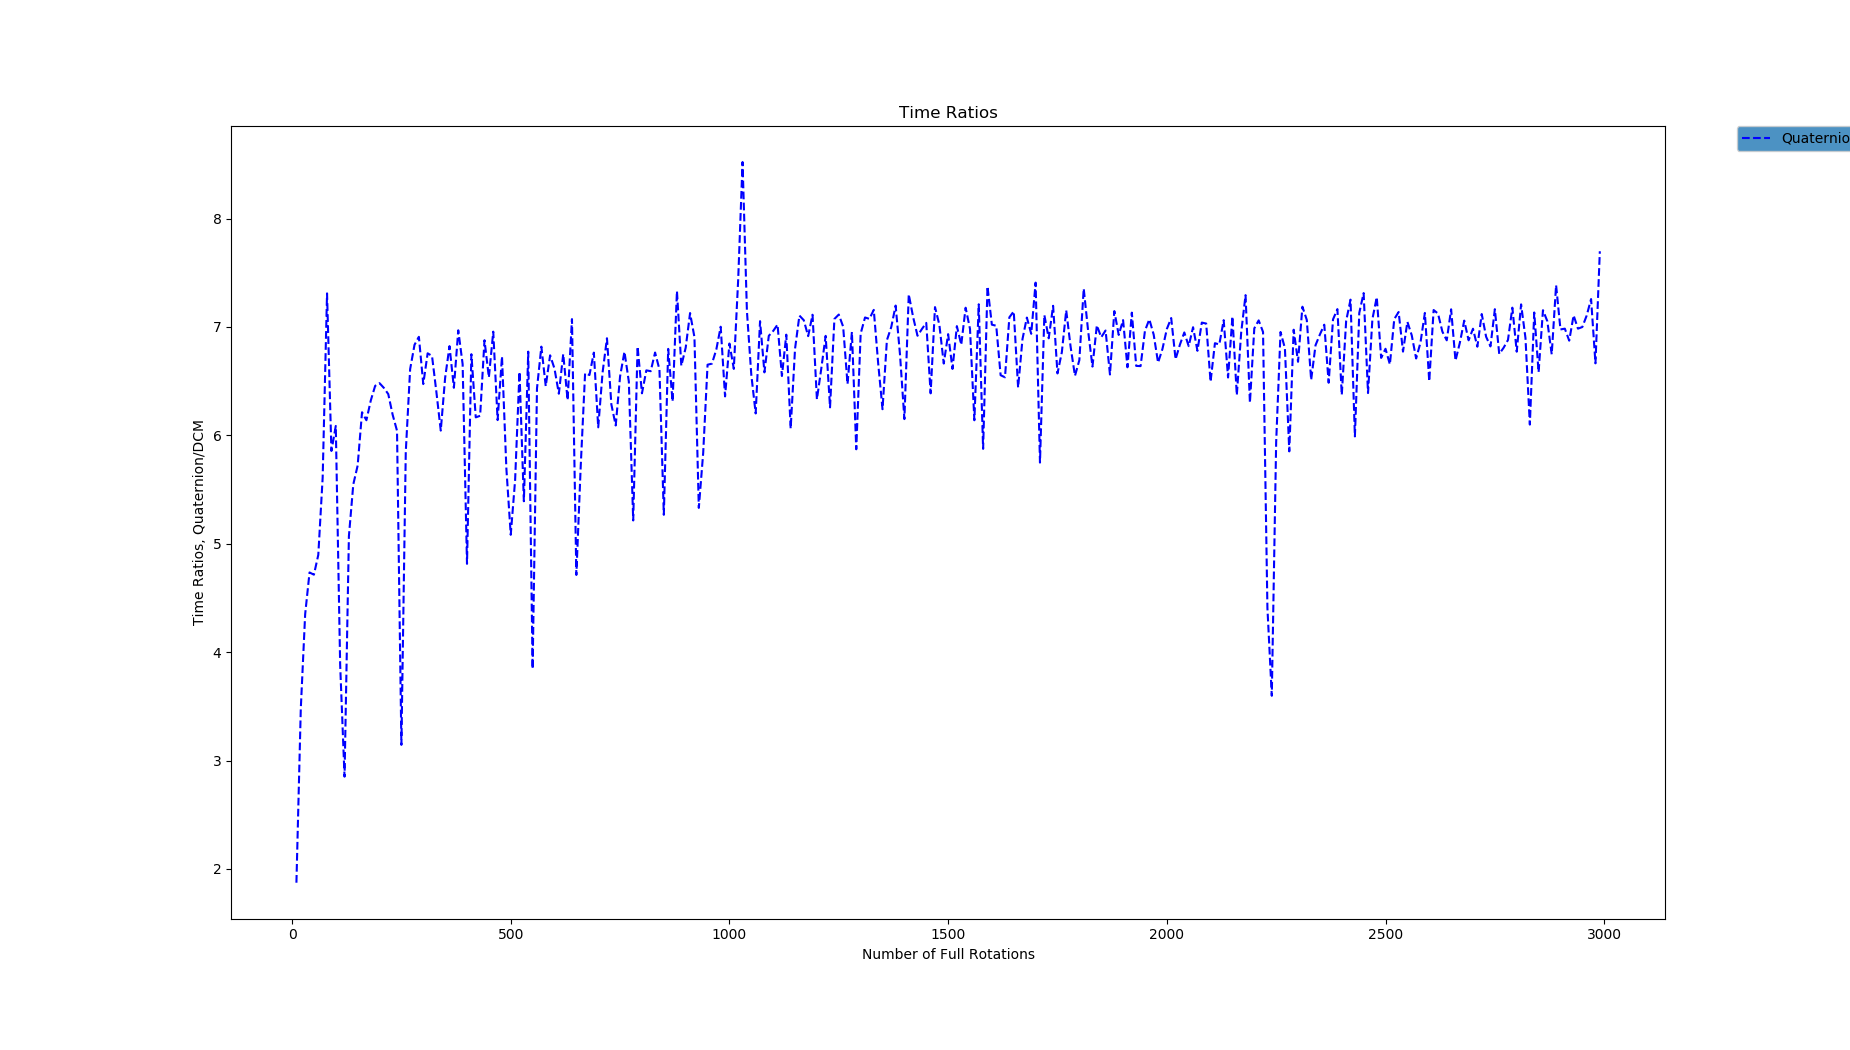 Time Ratios
Quaternio
8
7
6
5
4
3
2
Time Ratios, Quaternion/DCM
0 500 1000 1500 2000 2500 3000
Number of Full Rotations